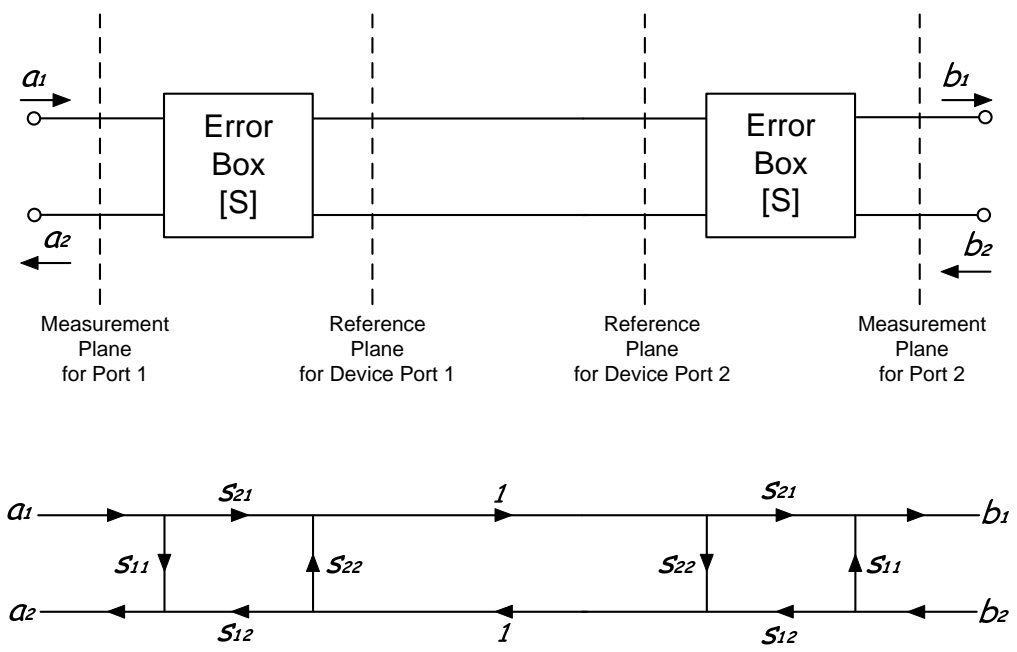 a1
b1
Error
Box
[S]
Error
Box
[S]
a2
b2
Measurement
Plane
for Port 1
Reference
Plane
for Device Port 1
Reference
Plane
for Device Port 2
Measurement
Plane
for Port 2
a1 S21 1 S21 b1
S11 S22 S22 S11
a2 S12 1 S12 b2